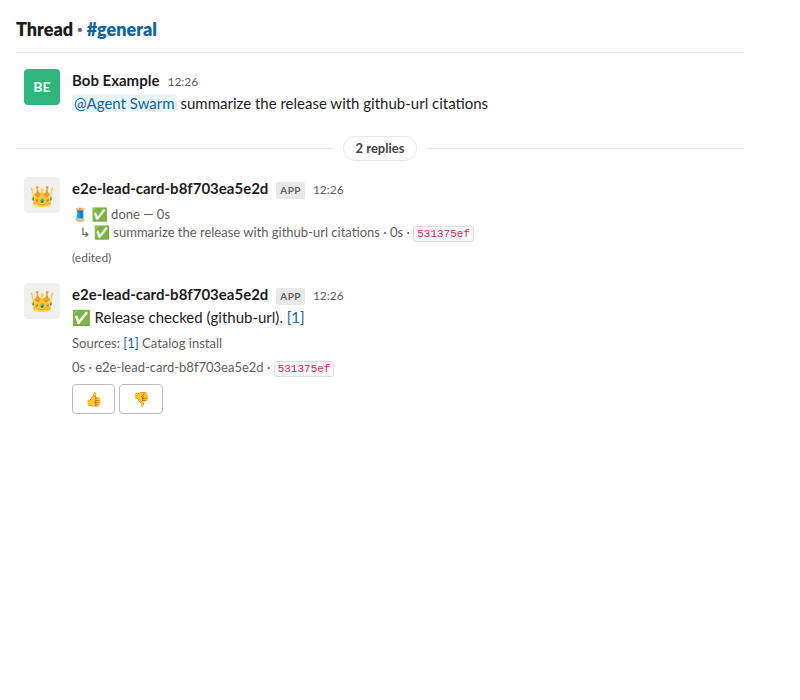 Thread • #general
BE
Bob Example 12:26
@Agent Swarm summarize the release with github-url citations
2 replies
e2e-lead-card-b8f703ea5e2d APP 12:26
🧵 ✅ done — 0s
↳ ✅ summarize the release with github-url citations · 0s · 531375ef
(edited)
e2e-lead-card-b8f703ea5e2d APP 12:26
✅ Release checked (github-url). [1]
Sources: [1] Catalog install
0s · e2e-lead-card-b8f703ea5e2d · 531375ef
👍 👎